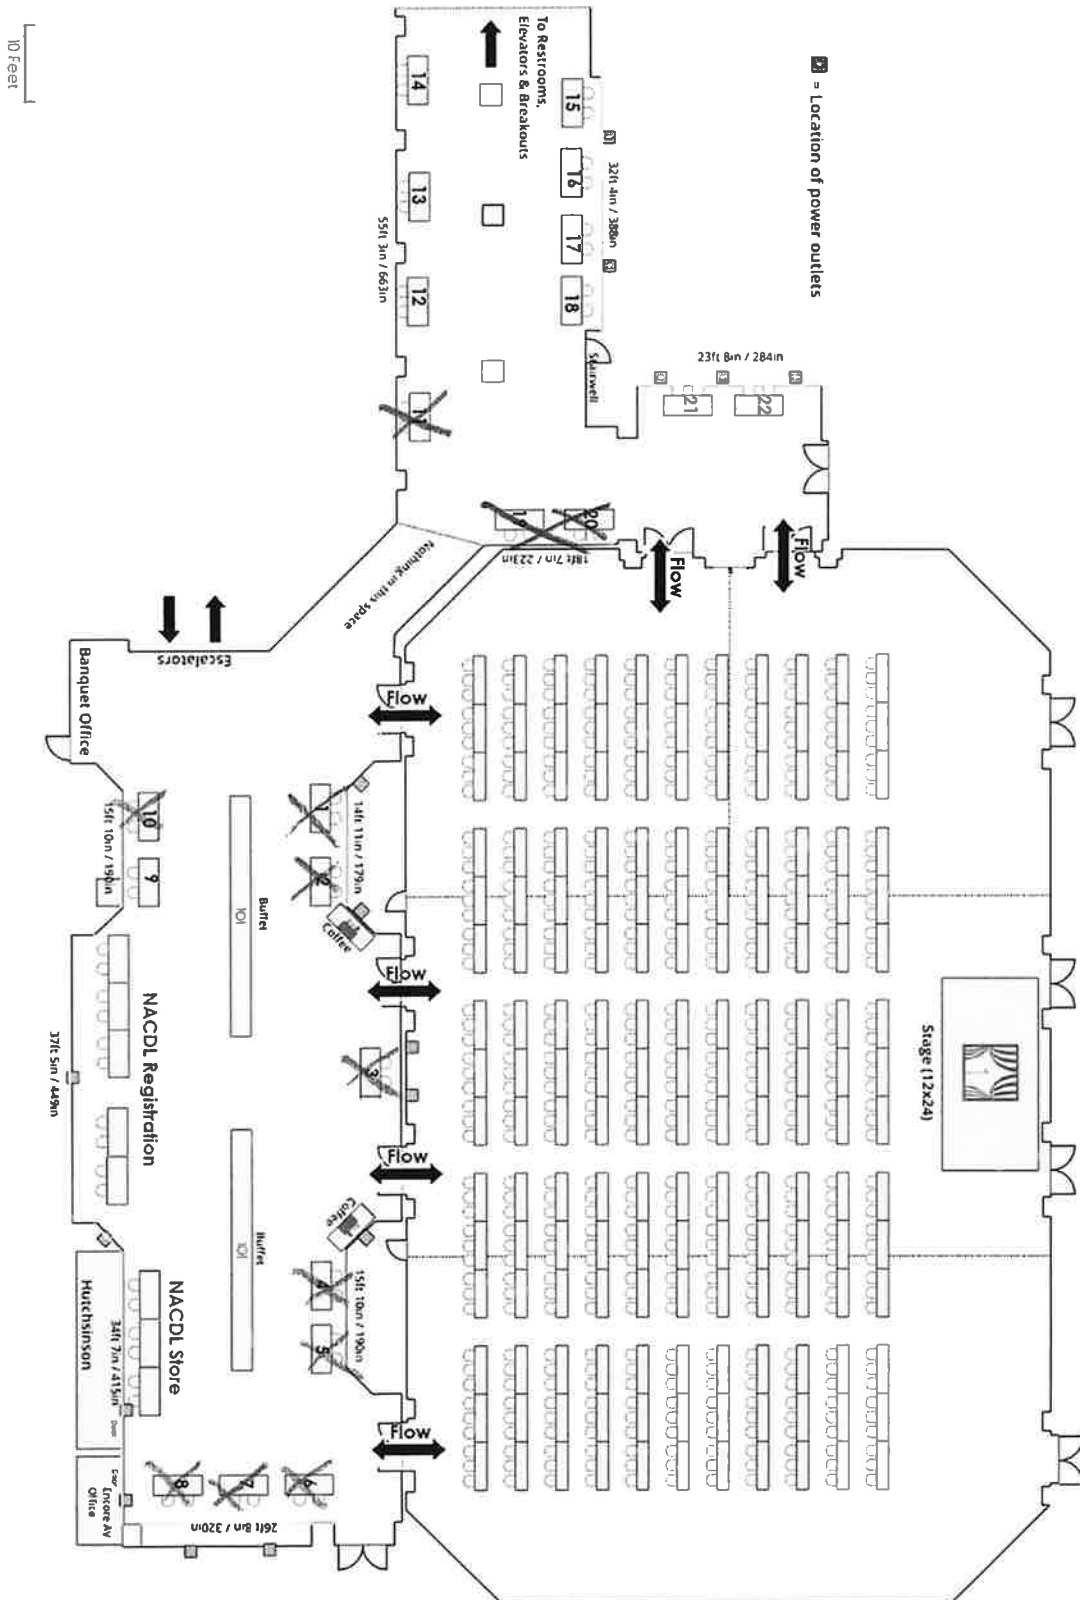 = Location of power outlets
To Restrooms,
Elevators & Breakouts
10 Feet
14
13
12
11
15
16
17
18
32ft 4in / 388in
55ft 3in / 663in
Stairwell
23ft 8in / 284in
21
22
20
18ft 7in / 223in
Nothing in this space
Flow
Flow
Escalators
Banquet Office
Flow
10
9
15ft 10in / 190in
1
2
14ft 11in / 179in
Coffee
Buffet
Flow
NACDL Registration
37ft 5in / 449in
3
Stage (12x24)
Flow
Coffee
Buffet
4
5
15ft 10in / 190in
NACDL Store
Hutchsinson
34ft 7in / 415in
Door
Flow
8
7
6
26ft 8in / 320in
Door
Encore AV
Office